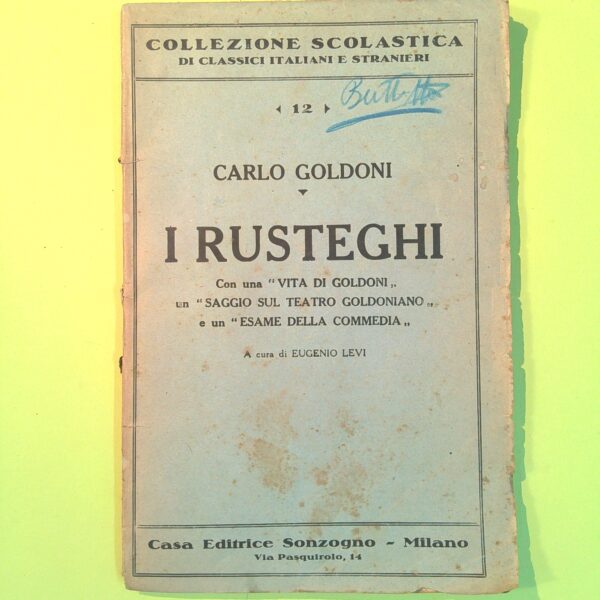 COLLEZIONE SCOLASTICA
DI CLASSICI ITALIANI E STRANIERI
12
CARLO GOLDONI
I RUSTEGHI
Con una "VITA DI GOLDONI„
un "SAGGIO SUL TEATRO GOLDONIANO„
e un "ESAME DELLA COMMEDIA„
A cura di EUGENIO LEVI
Casa Editrice Sonzogno - Milano
Via Pasquirolo, 14